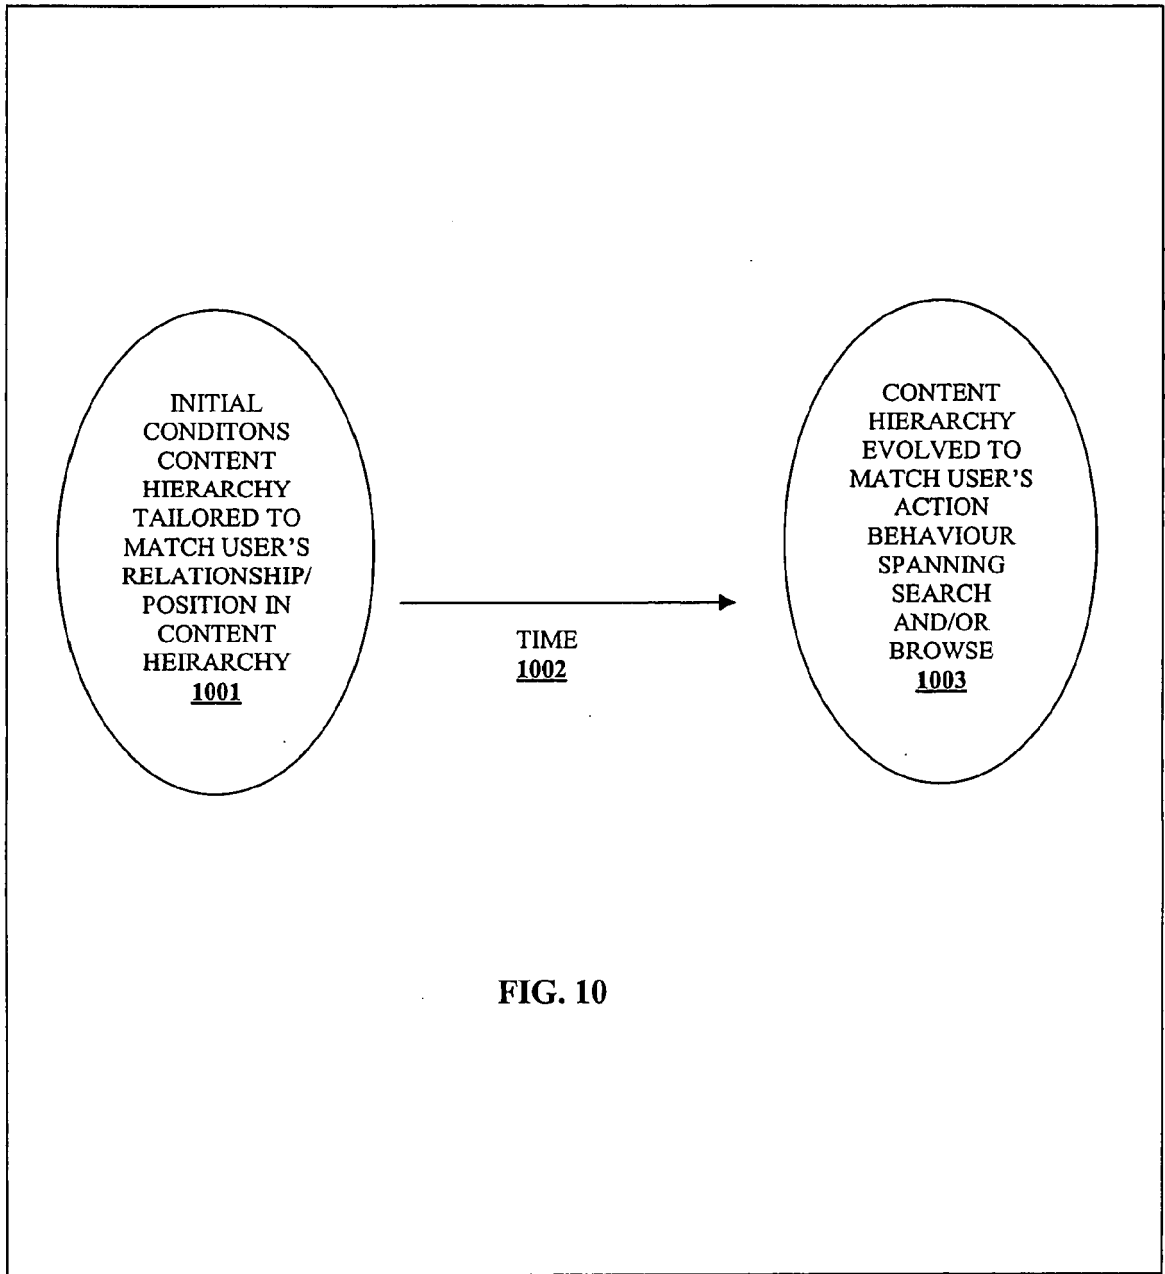 INITIAL
CONDITONS
CONTENT
HIERARCHY
TAILORED TO
MATCH USER'S
RELATIONSHIP/
POSITION IN
CONTENT
HEIRARCHY
1001
TIME
1002
CONTENT
HIERARCHY
EVOLVED TO
MATCH USER'S
ACTION
BEHAVIOUR
SPANNING
SEARCH
AND/OR
BROWSE
1003
FIG. 10